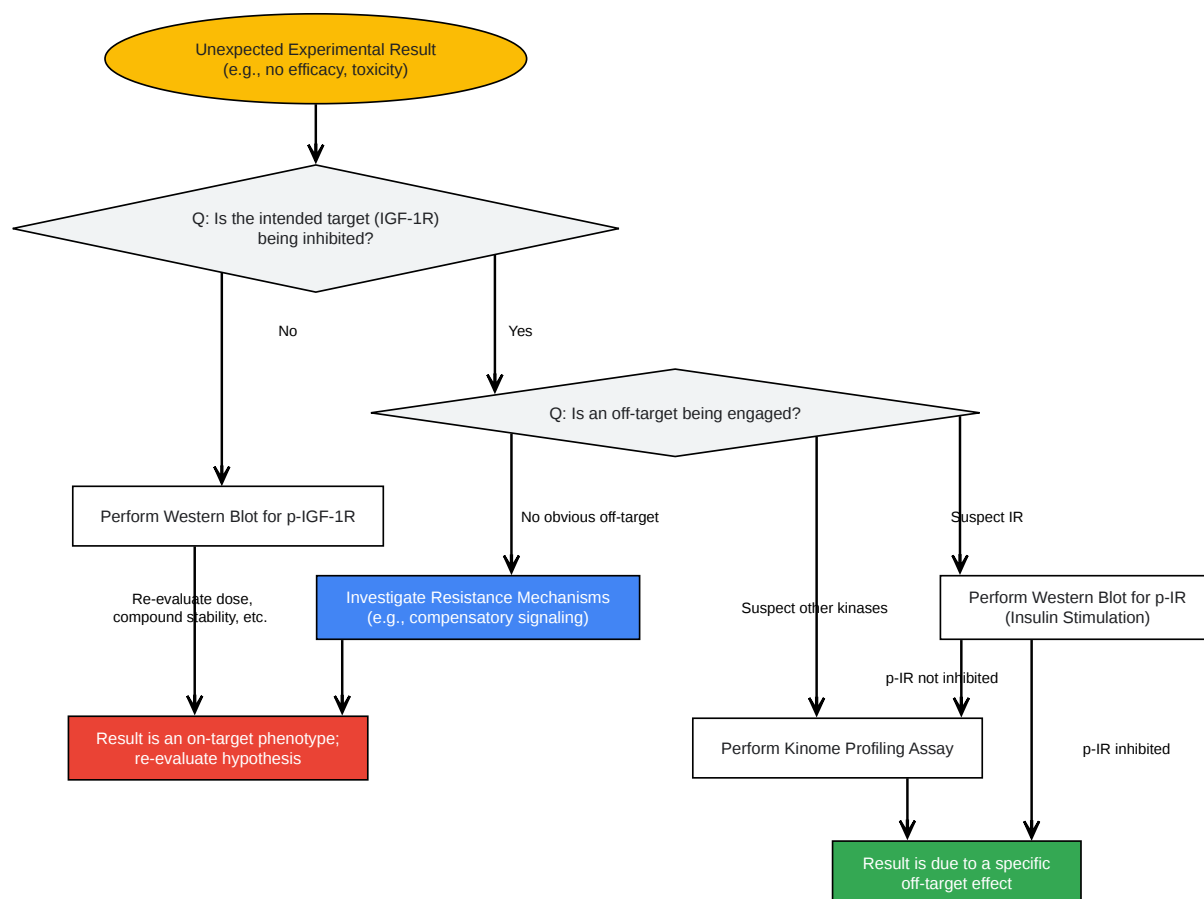 Unexpected Experimental Result
(e.g., no efficacy, toxicity)
Q: Is the intended target (IGF-1R)
being inhibited?
No
Yes
Q: Is an off-target being engaged?
Perform Western Blot for p-IGF-1R
No obvious off-target
Suspect IR
Re-evaluate dose,
compound stability, etc.
Investigate Resistance Mechanisms
(e.g., compensatory signaling)
Suspect other kinases
Perform Western Blot for p-IR
(Insulin Stimulation)
p-IR not inhibited
Result is an on-target phenotype;
re-evaluate hypothesis
Perform Kinome Profiling Assay
p-IR inhibited
Result is due to a specific
off-target effect